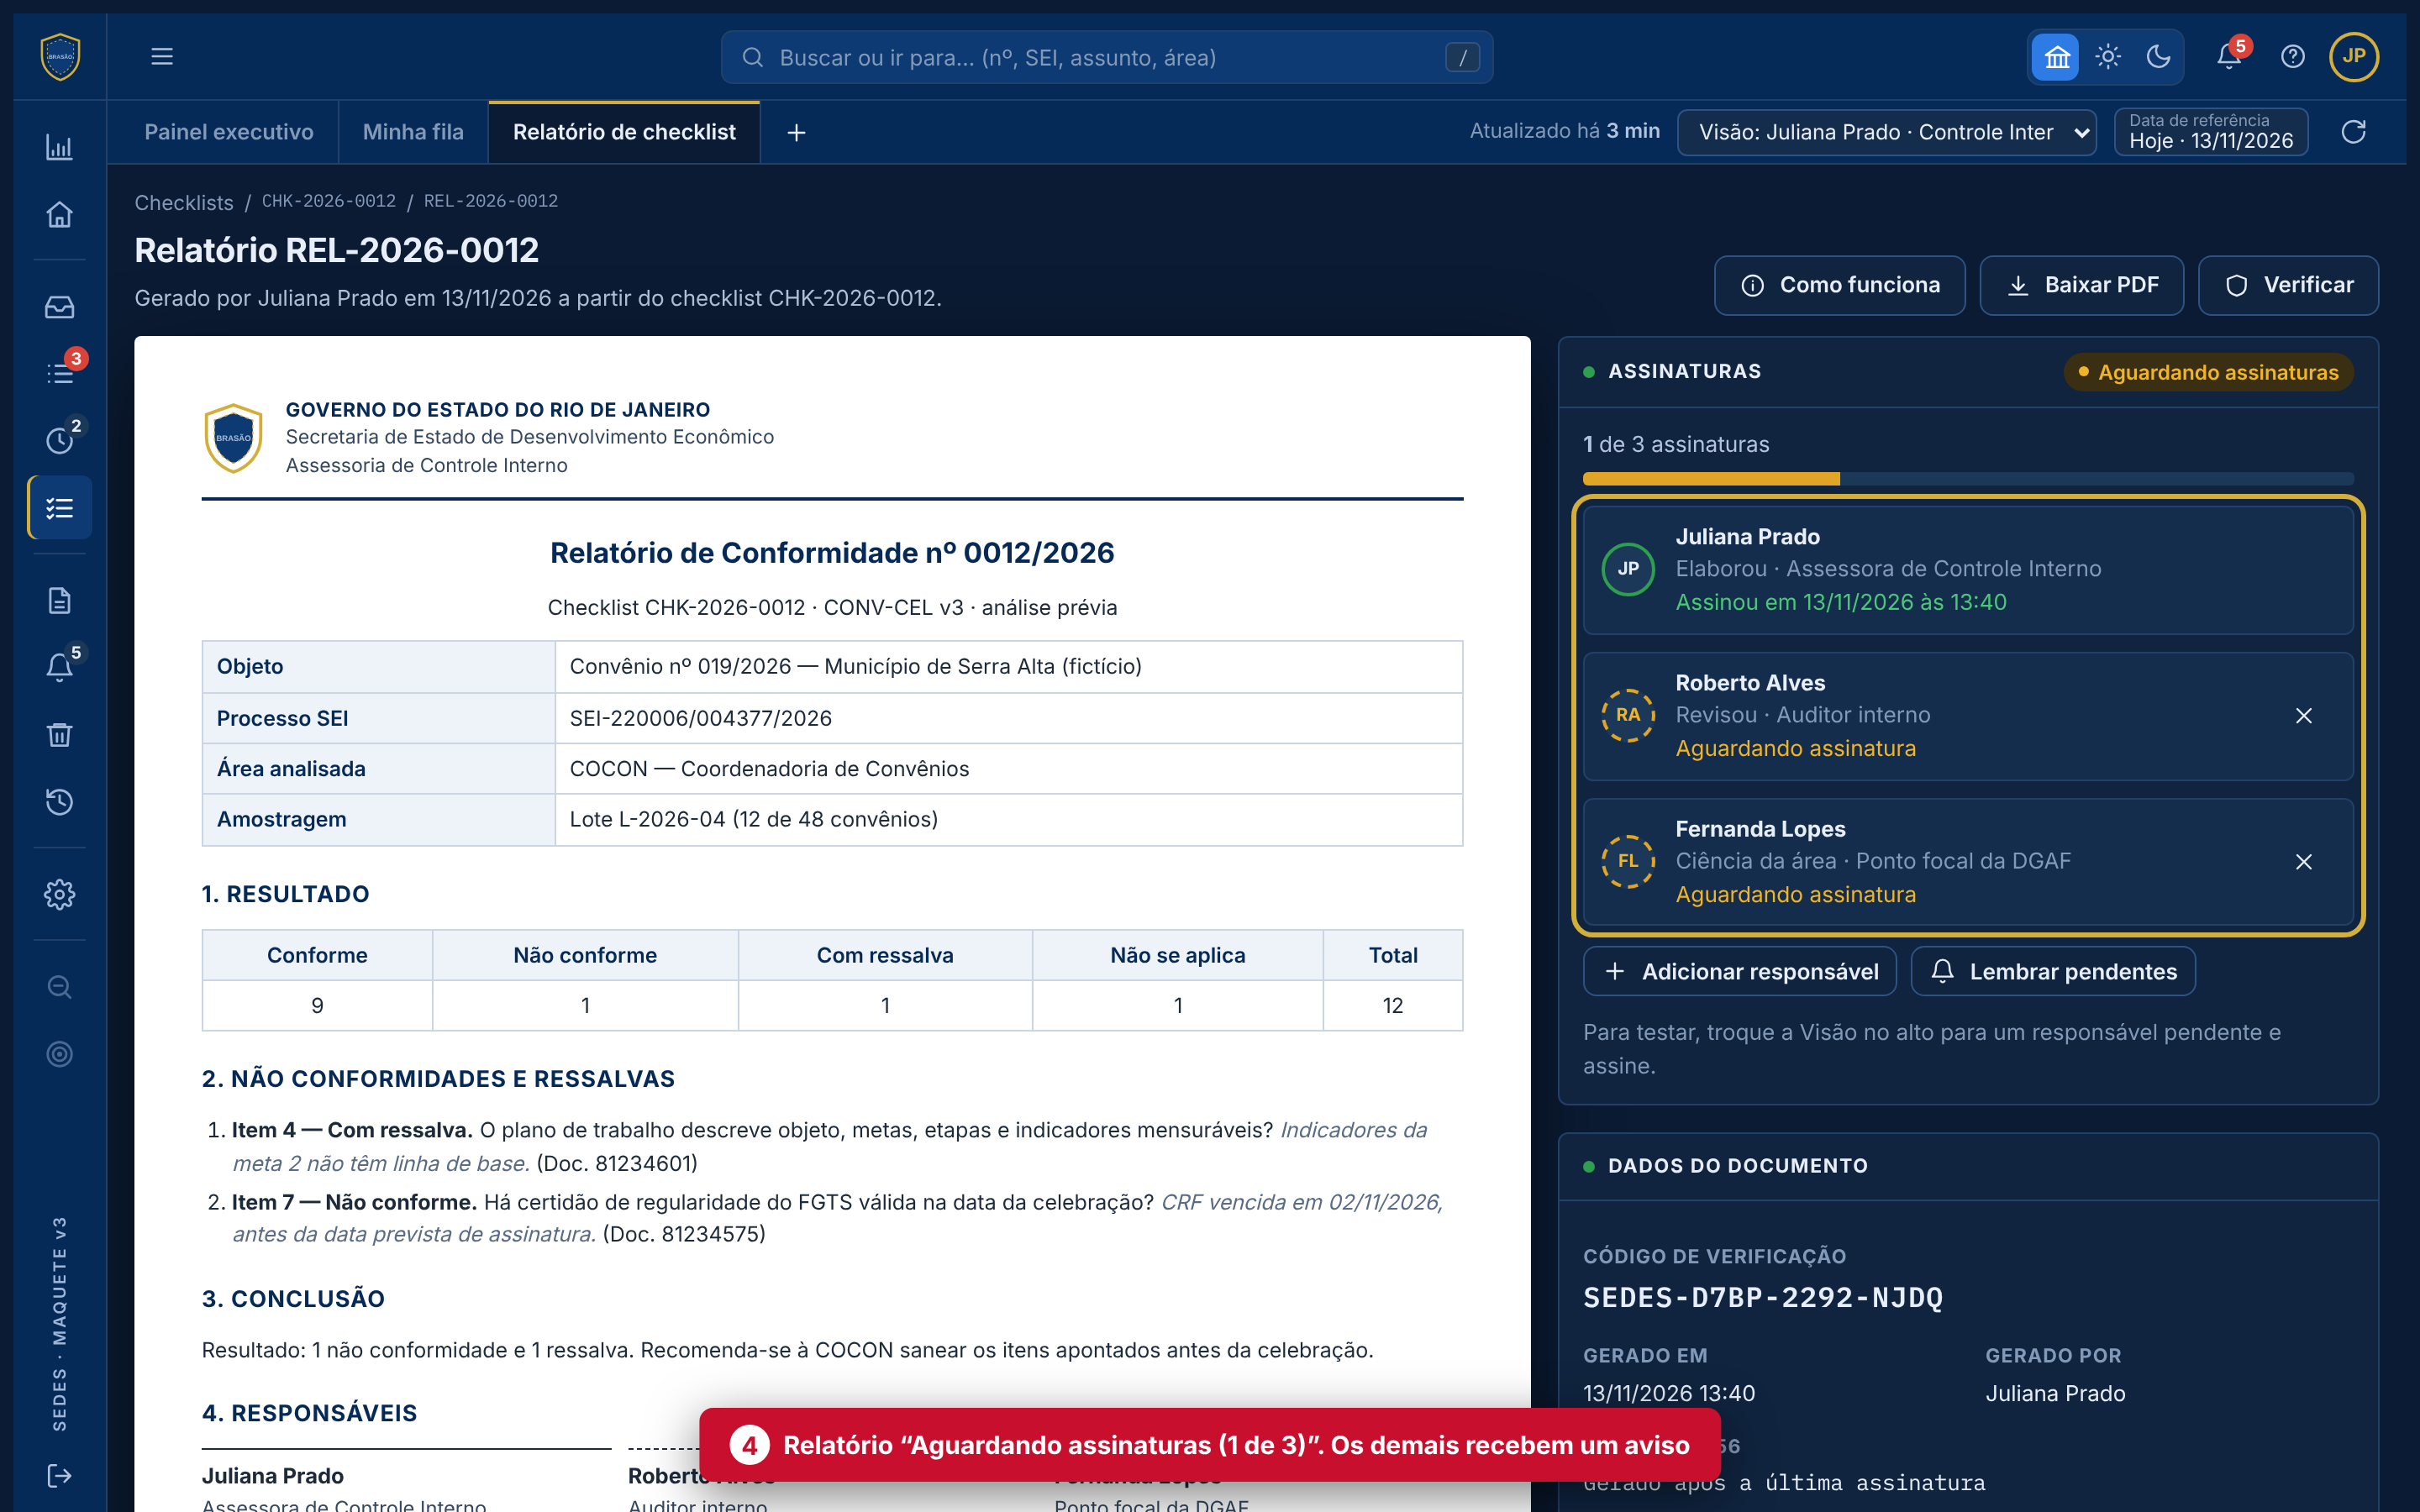 BRASÃO
Buscar ou ir para... (nº, SEI, assunto, área)
/
5
JP
Painel executivo
Minha fila
Relatório de checklist
+
Atualizado há 3 min
Visão: Juliana Prado · Controle Inter
Data de referência
Hoje · 13/11/2026
3
2
5
SEDES · MAQUETE v3
Checklists / CHK-2026-0012 / REL-2026-0012
Relatório REL-2026-0012
Gerado por Juliana Prado em 13/11/2026 a partir do checklist CHK-2026-0012.
Como funciona
Baixar PDF
Verificar
BRASÃO
GOVERNO DO ESTADO DO RIO DE JANEIRO
Secretaria de Estado de Desenvolvimento Econômico
Assessoria de Controle Interno
Relatório de Conformidade nº 0012/2026
Checklist CHK-2026-0012 · CONV-CEL v3 · análise prévia
Objeto Convênio nº 019/2026 — Município de Serra Alta (fictício)
Processo SEI SEI-220006/004377/2026
Área analisada COCON — Coordenadoria de Convênios
Amostragem Lote L-2026-04 (12 de 48 convênios)
1. RESULTADO
Conforme Não conforme Com ressalva Não se aplica Total
9 1 1 1 12
2. NÃO CONFORMIDADES E RESSALVAS
1. Item 4 — Com ressalva. O plano de trabalho descreve objeto, metas, etapas e indicadores mensuráveis? Indicadores da
meta 2 não têm linha de base. (Doc. 81234601)
2. Item 7 — Não conforme. Há certidão de regularidade do FGTS válida na data da celebração? CRF vencida em 02/11/2026,
antes da data prevista de assinatura. (Doc. 81234575)
3. CONCLUSÃO
Resultado: 1 não conformidade e 1 ressalva. Recomenda-se à COCON sanear os itens apontados antes da celebração.
4. RESPONSÁVEIS
Juliana Prado
Assessora de Controle Interno
Roberto Alves
Auditor interno
Fernanda Lopes
Ponto focal da DGAF
ASSINATURAS
Aguardando assinaturas
1 de 3 assinaturas
JP
Juliana Prado
Elaborou · Assessora de Controle Interno
Assinou em 13/11/2026 às 13:40
RA
Roberto Alves
Revisou · Auditor interno
Aguardando assinatura
FL
Fernanda Lopes
Ciência da área · Ponto focal da DGAF
Aguardando assinatura
+ Adicionar responsável
Lembrar pendentes
Para testar, troque a Visão no alto para um responsável pendente e
assine.
DADOS DO DOCUMENTO
CÓDIGO DE VERIFICAÇÃO
SEDES-D7BP-2292-NJDQ
GERADO EM
13/11/2026 13:40
GERADO POR
Juliana Prado
Gerado após a última assinatura
4 Relatório “Aguardando assinaturas (1 de 3)”. Os demais recebem um aviso